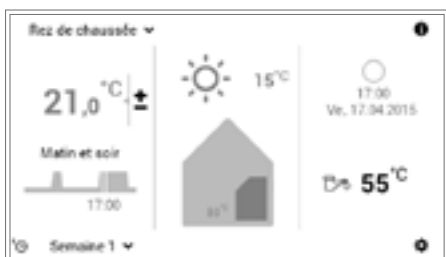 Rez de chaussée
21,0 °C ±
15 °C
17:00
Ve, 17.04.2015
Matin et soir
17:00
55 °C
Semaine 1